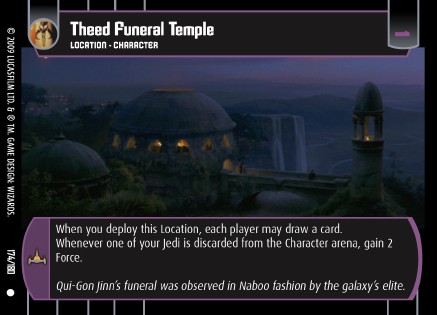 Theed Funeral Temple
LOCATION - CHARACTER
When you deploy this Location, each player may draw a card.
Whenever one of your Jedi is discarded from the Character arena, gain 2
Force.
Qui-Gon Jinn's funeral was observed in Naboo fashion by the galaxy's elite.
© 2009 LUCASFILM LTD. & ® TM. GAME DESIGN: WIZARDS.
174/180